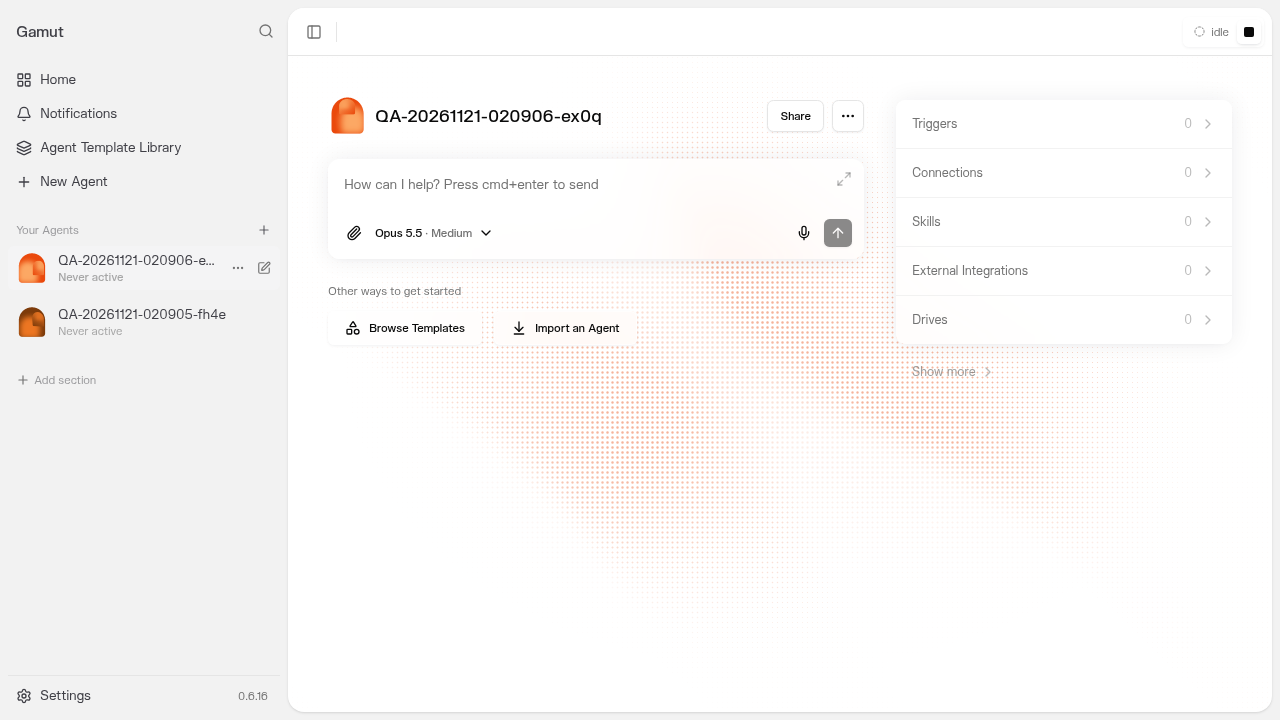 Gamut
Home
Notifications
Agent Template Library
New Agent
Your Agents
QA-20261121-020906-e...
Never active
QA-20261121-020905-fh4e
Never active
Add section
Settings
0.6.16
idle
QA-20261121-020906-ex0q
Share
How can I help? Press cmd+enter to send
Opus 5.5 · Medium
Other ways to get started
Browse Templates
Import an Agent
Triggers 0
Connections 0
Skills 0
External Integrations 0
Drives 0
Show more